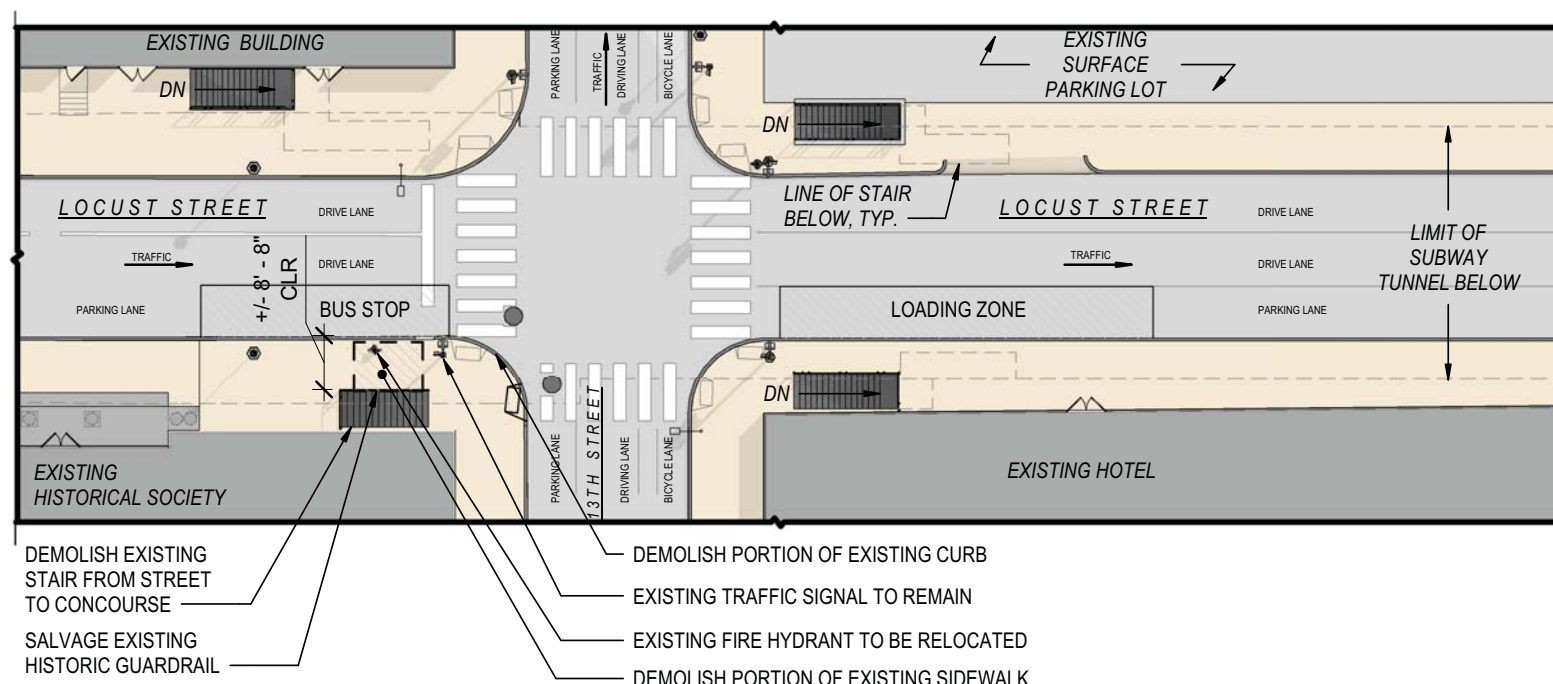 EXISTING BUILDING
DN
PARKING LANE
TRAFFIC
DRIVING LANE
BICYCLE LANE
EXISTING
SURFACE
PARKING LOT
DN
LOCUST STREET
DRIVE LANE
LINE OF STAIR
BELOW, TYP.
LOCUST STREET
DRIVE LANE
LIMIT OF
SUBWAY
TUNNEL BELOW
TRAFFIC
+/- 8' - 8"
CLR
DRIVE LANE
TRAFFIC
DRIVE LANE
PARKING LANE
BUS STOP
LOADING ZONE
PARKING LANE
DN
EXISTING
HISTORICAL SOCIETY
PARKING LANE
13TH STREET
DRIVING LANE
BICYCLE LANE
EXISTING HOTEL
DEMOLISH EXISTING
STAIR FROM STREET
TO CONCOURSE
SALVAGE EXISTING
HISTORIC GUARDRAIL
DEMOLISH PORTION OF EXISTING CURB
EXISTING TRAFFIC SIGNAL TO REMAIN
EXISTING FIRE HYDRANT TO BE RELOCATED
DEMOLISH PORTION OF EXISTING SIDEWALK